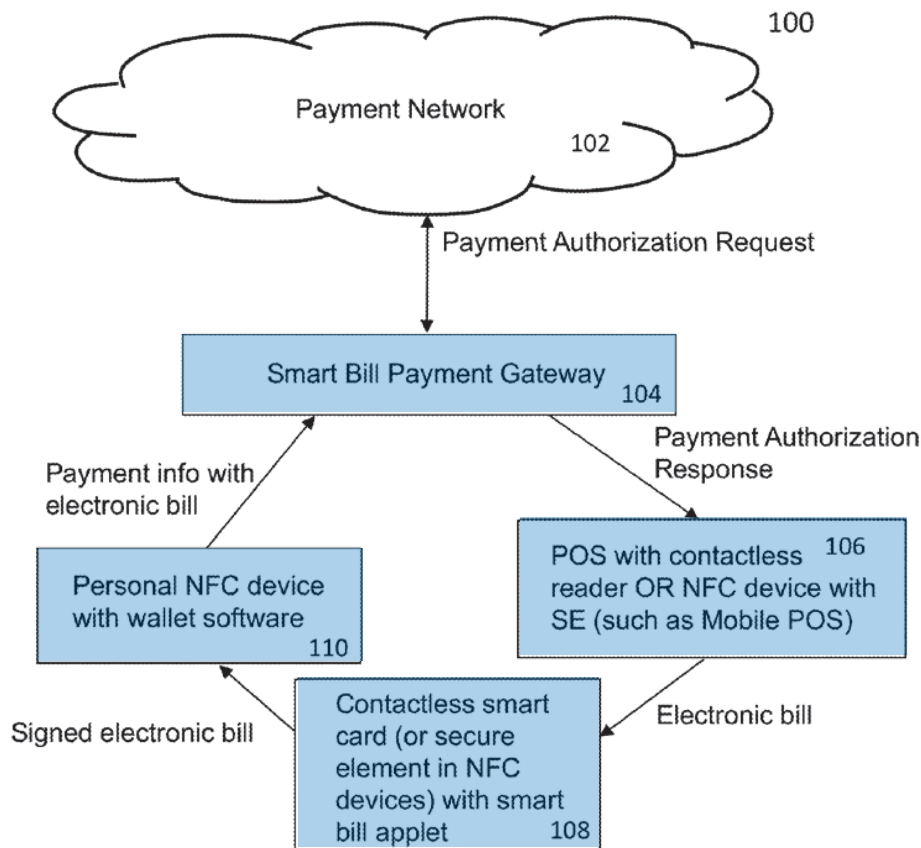 100
Payment Network
102
Payment Authorization Request
Smart Bill Payment Gateway
104
Payment Authorization
Response
Payment info with
electronic bill
POS with contactless 106
reader OR NFC device with
SE (such as Mobile POS)
Personal NFC device
with wallet software
110
Electronic bill
Signed electronic bill
Contactless smart
card (or secure
element in NFC
devices) with smart
bill applet
108